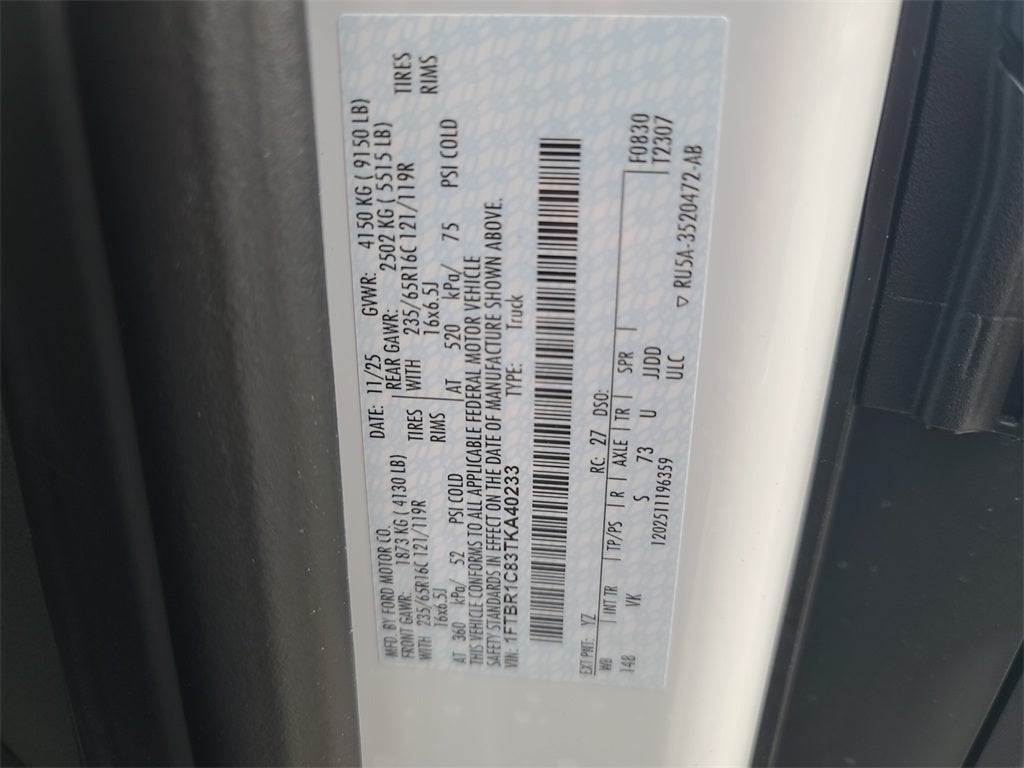 MFD. BY FORD MOTOR CO. DATE: 11/25 GVWR: 4150 KG ( 9150 LB)
FRONT GAWR: 1873 KG ( 4130 LB) REAR GAWR: 2502 KG ( 5515 LB)
WITH 235/65R16C 121/119R TIRES WITH 235/65R16C 121/119R TIRES
16x6.5J RIMS 16x6.5J RIMS
AT 360 kPa/ 52 PSI COLD AT 520 kPa/ 75 PSI COLD
THIS VEHICLE CONFORMS TO ALL APPLICABLE FEDERAL MOTOR VEHICLE
SAFETY STANDARDS IN EFFECT ON THE DATE OF MANUFACTURE SHOWN ABOVE.
VIN: 1FTBR1C83TKA40233 TYPE: Truck
EXT PNT: YZ RC: 27 DSO: F0830
WB INT TR TP/PS R AXLE TR SPR T2307
148 VK S 73 U JJDD
1202511196359 ULC ▽ RU5A-3520472-AB